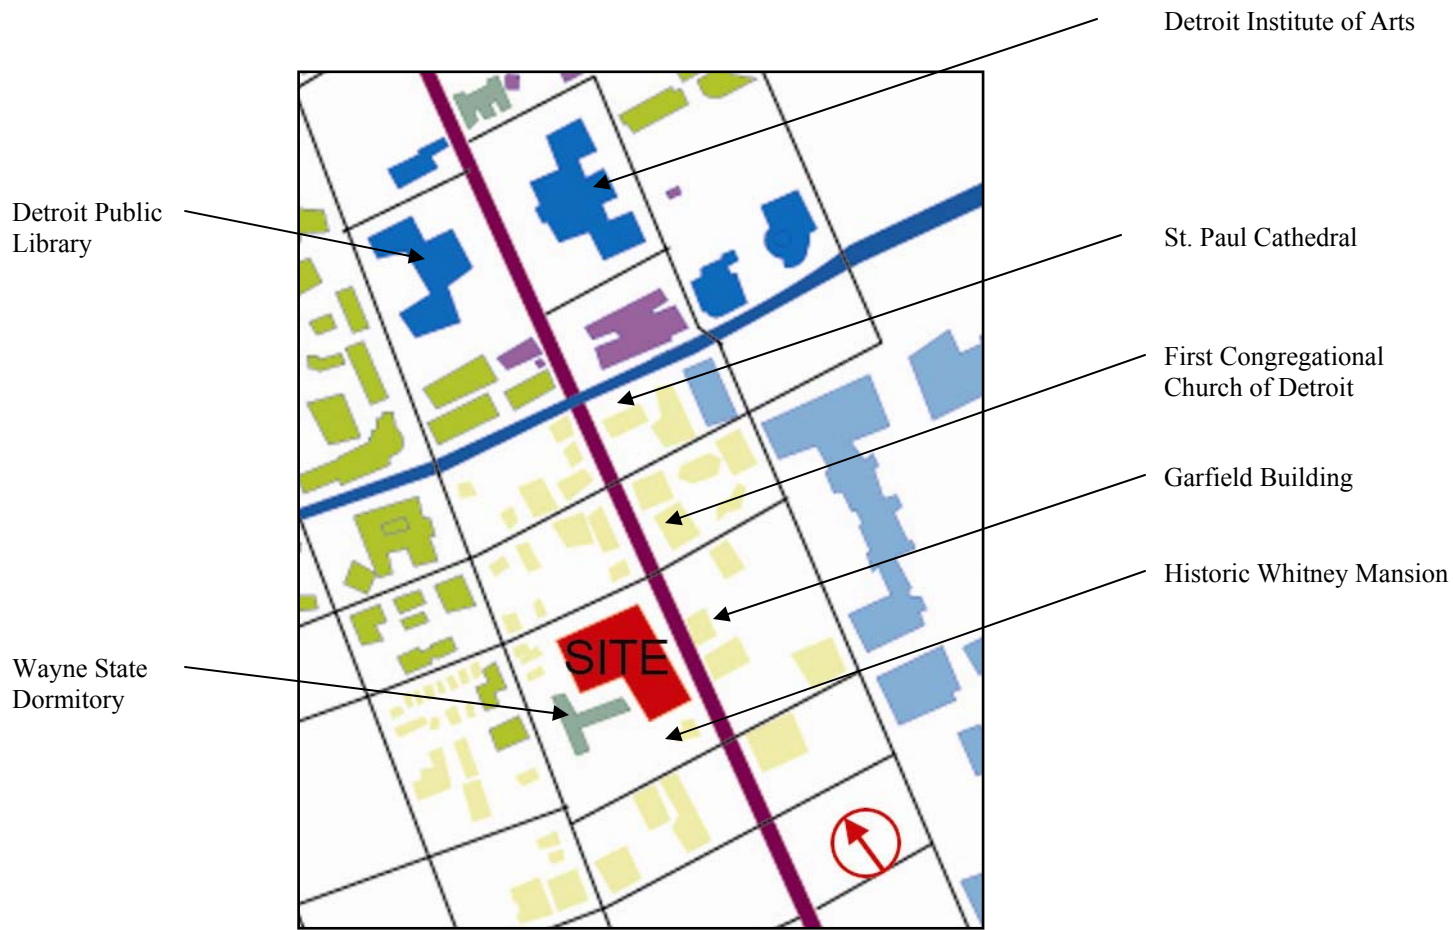 Detroit Institute of Arts
Detroit Public
Library
St. Paul Cathedral
First Congregational
Church of Detroit
Garfield Building
Historic Whitney Mansion
SITE
Wayne State
Dormitory